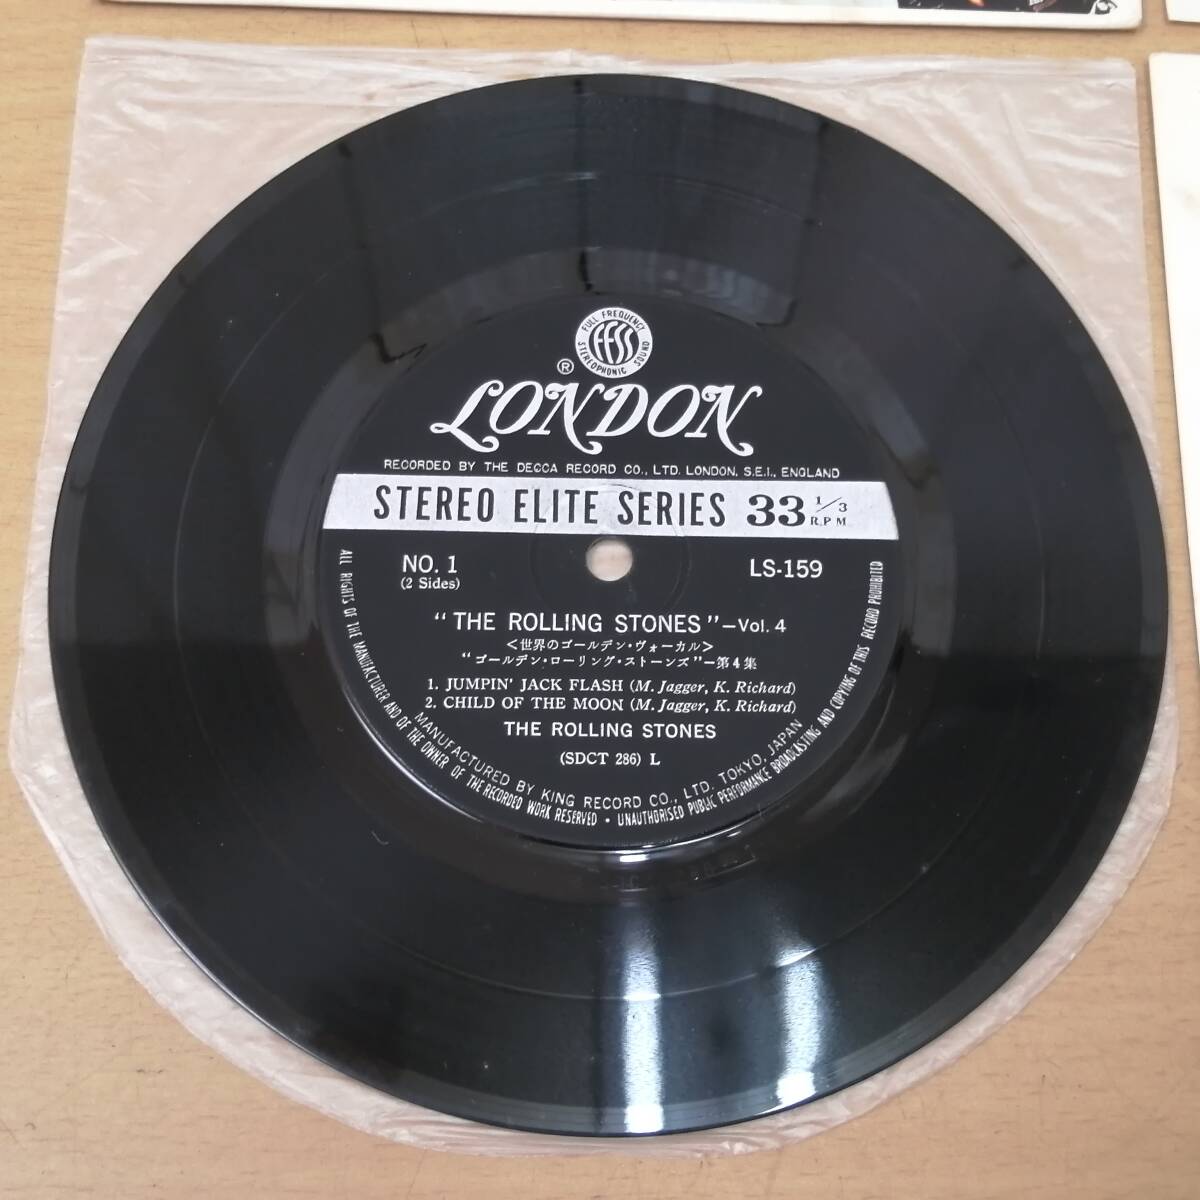 FULL FREQUENCY
FFSS
STEREOPHONIC SOUND
®
LONDON
RECORDED BY THE DECCA RECORD CO., LTD. LONDON, S.E.I., ENGLAND
STEREO ELITE SERIES 33 1/3 R.P M
NO. 1
(2 Sides)
LS-159
“THE ROLLING STONES”–Vol. 4
<世界のゴールデン・ヴォーカル>
“ゴールデン・ローリング・ストーンズ”–第4集
1. JUMPIN' JACK FLASH (M. Jagger, K. Richard)
2. CHILD OF THE MOON (M. Jagger, K. Richard)
THE ROLLING STONES
(SDCT 286) L
MANUFACTURED BY KING RECORD CO., LTD. TOKYO, JAPAN
ALL RIGHTS OF THE MANUFACTURER AND OF THE OWNER OF THE RECORDED WORK RESERVED • UNAUTHORISED PUBLIC PERFORMANCE BROADCASTING AND COPYING OF THIS RECORD PROHIBITED